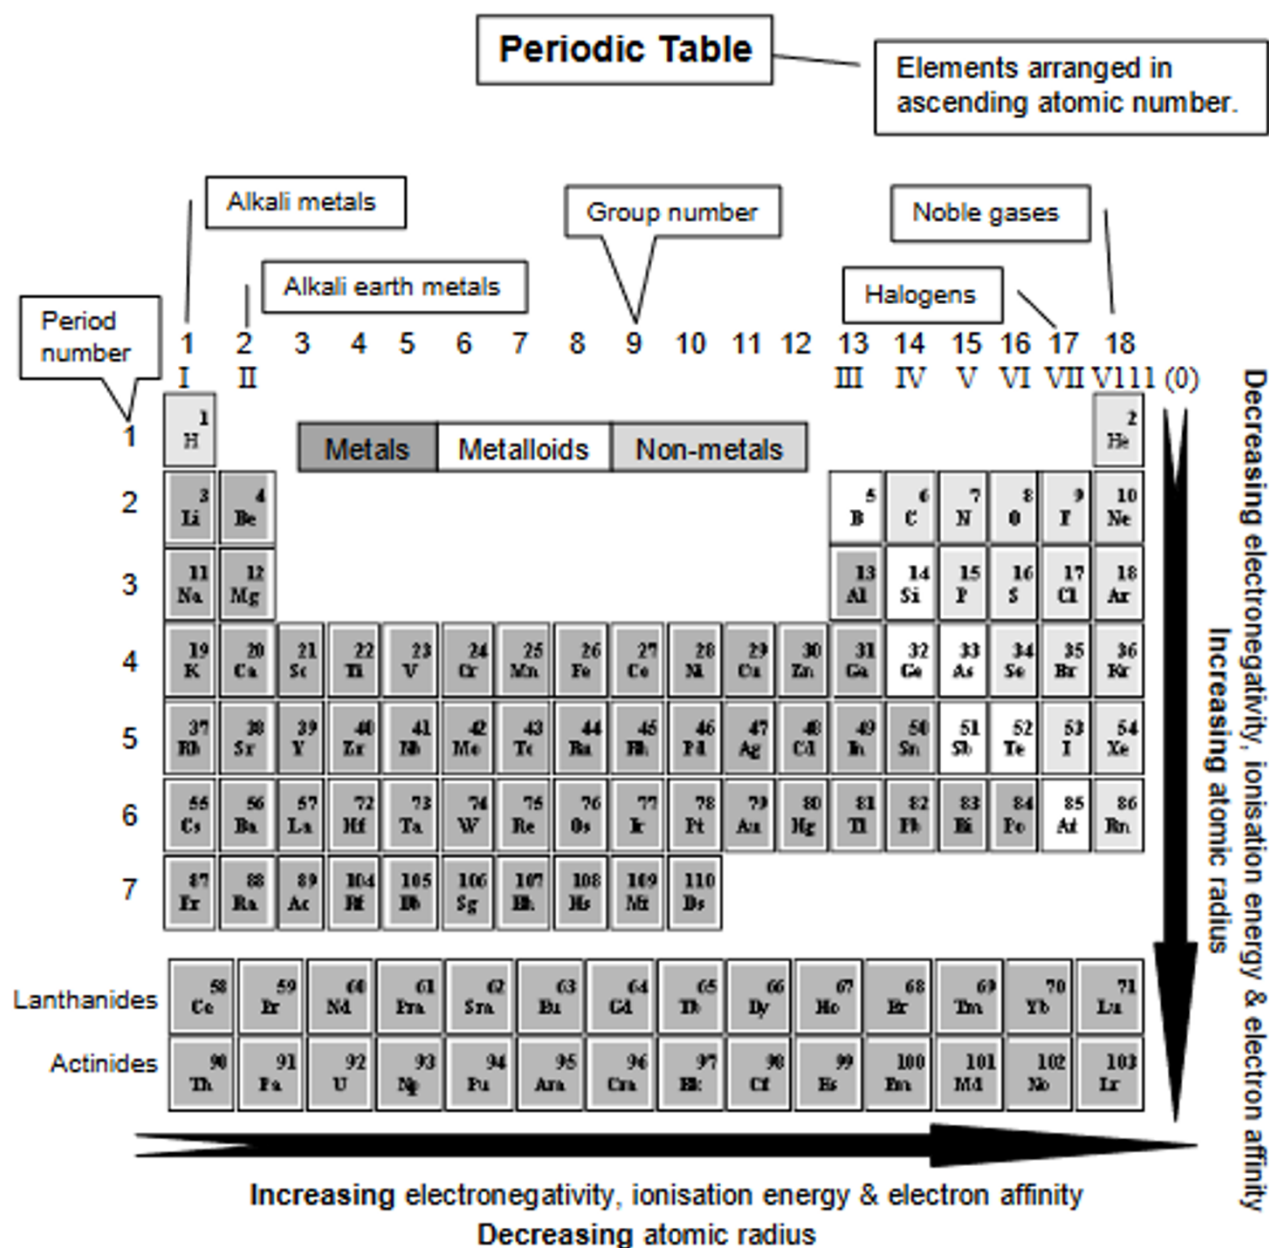 Periodic Table
Elements arranged in
ascending atomic number.
Alkali metals
Group number
Noble gases
Alkali earth metals
Halogens
Period
number
1 2 3 4 5 6 7 8 9 10 11 12 13 14 15 16 17 18
I II III IV V VI VII V111 (0)
1
1 2
H He
Metals Metalloids Non-metals
2
3 4 5 6 7 8 9 10
Li Be B C N O F Ne
3
11 12 13 14 15 16 17 18
Na Mg Al Si P S Cl Ar
4
19 20 21 22 23 24 25 26 27 28 29 30 31 32 33 34 35 36
K Ca Sc Ti V Cr Mn Fe Co Ni Cu Zn Ga Ge As Se Br Kr
5
37 38 39 40 41 42 43 44 45 46 47 48 49 50 51 52 53 54
Rb Sr Y Zr Nb Mo Tc Ru Rh Pd Ag Cd In Sn Sb Te I Xe
6
55 56 57 72 73 74 75 76 77 78 79 80 81 82 83 84 85 86
Cs Ba La Hf Ta W Re Os Ir Pt Au Hg Tl Pb Bi Po At Rn
7
87 88 89 104 105 106 107 108 109 110
Fr Ra Ac Rf Db Sg Bh Hs Mt Ds
Lanthanides
58 59 60 61 62 63 64 65 66 67 68 69 70 71
Ce Pr Nd Pm Sm Eu Gd Tb Dy Ho Er Tm Yb Lu
Actinides
90 91 92 93 94 95 96 97 98 99 100 101 102 103
Th Pa U Np Pu Am Cm Bk Cf Es Fm Md No Lr
Decreasing electronegativity, ionisation energy & electron affinity
Increasing atomic radius
Increasing electronegativity, ionisation energy & electron affinity
Decreasing atomic radius